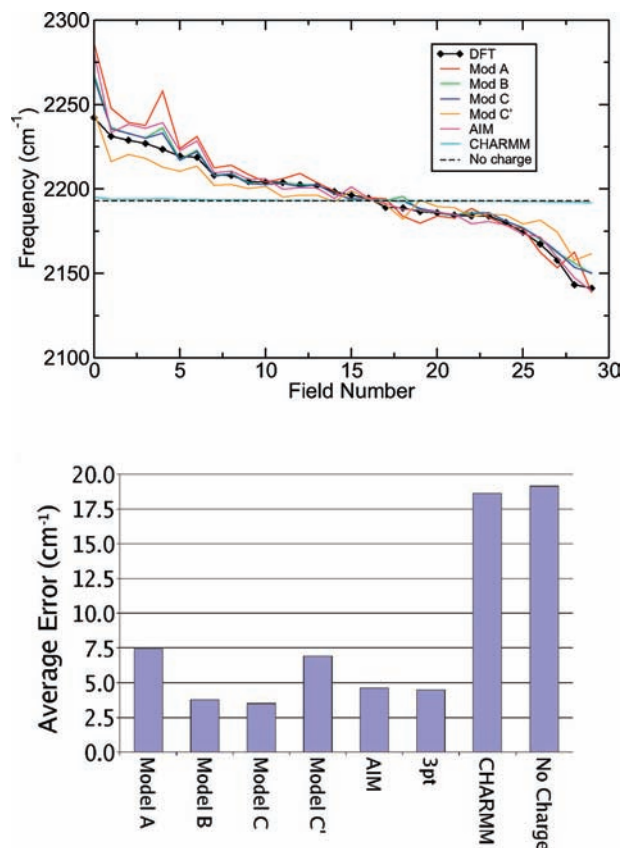 2300
2250
2200
2150
2100
Frequency (cm⁻¹)
DFT
Mod A
Mod B
Mod C
Mod C'
AIM
CHARMM
No charge
0
5
10
15
20
25
30
Field Number
20.0
17.5
15.0
12.5
10.0
7.5
5.0
2.5
0.0
Average Error (cm⁻¹)
Model A
Model B
Model C
Model C'
AIM
3pt
CHARMM
No Charge